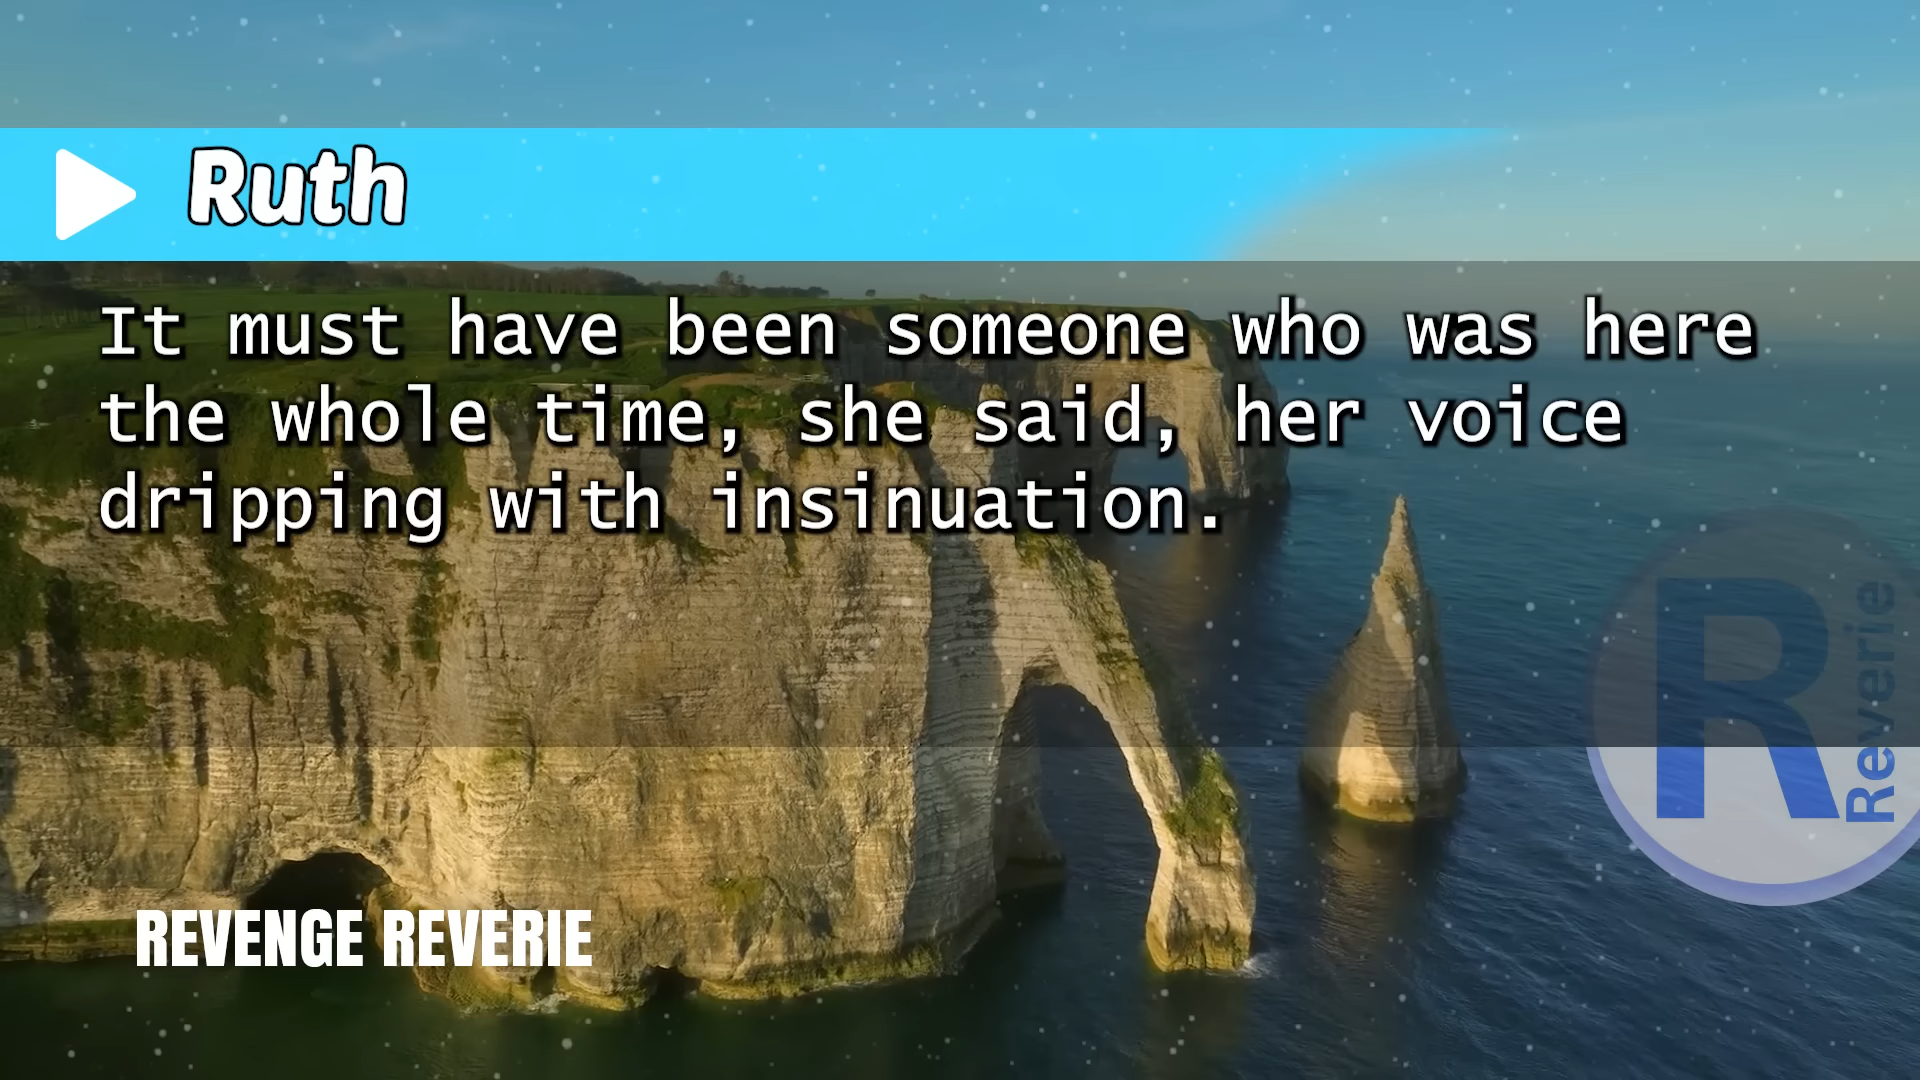 Ruth
It must have been someone who was here
the whole time, she said, her voice
dripping with insinuation.
R
Reverie
REVENGE REVERIE